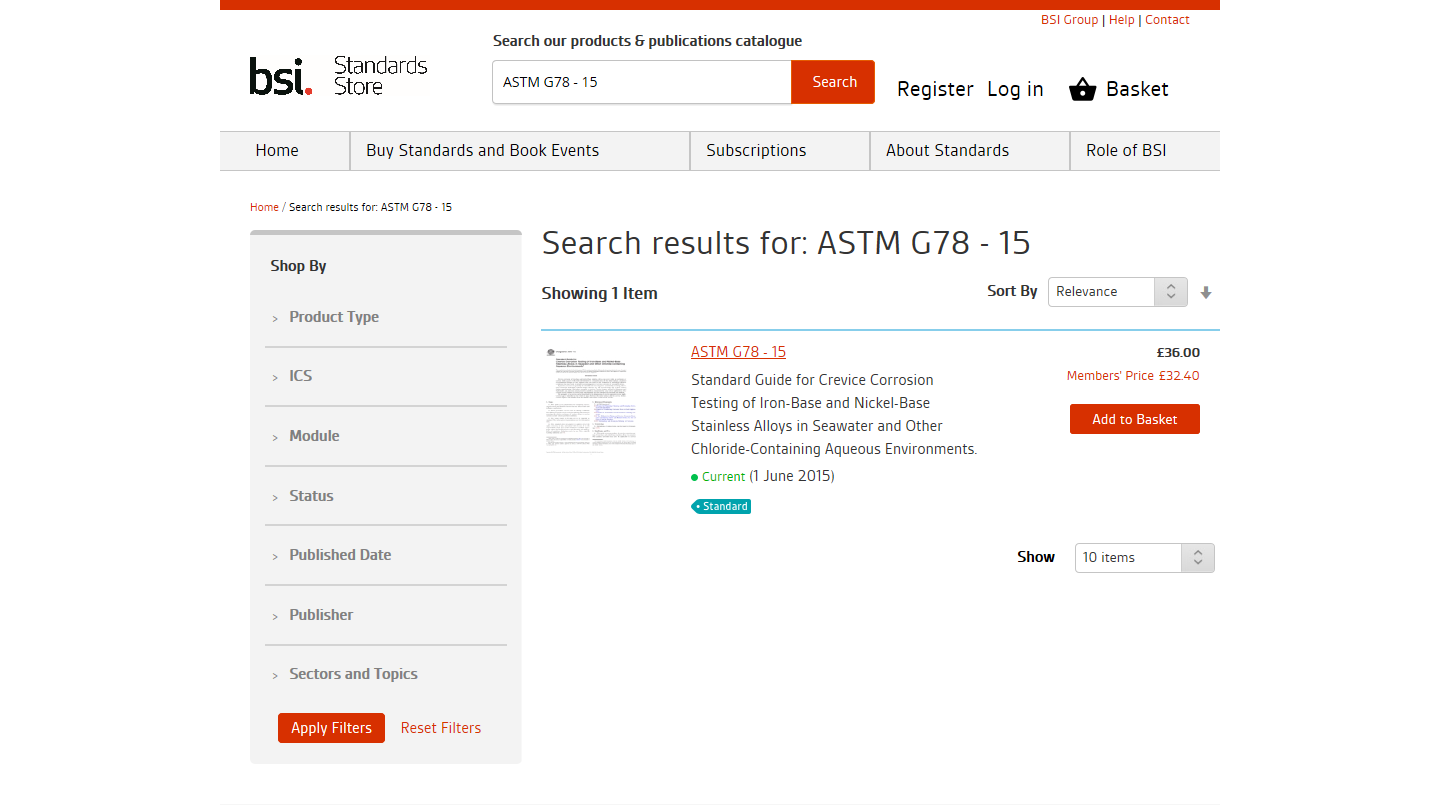 BSI Group | Help | Contact
Search our products & publications catalogue
bsi. Standards
Store
ASTM G78 - 15
Search
Register
Log in
Basket
Home
Buy Standards and Book Events
Subscriptions
About Standards
Role of BSI
Home / Search results for: ASTM G78 - 15
Shop By
Product Type
ICS
Module
Status
Published Date
Publisher
Sectors and Topics
Apply Filters
Reset Filters
Search results for: ASTM G78 - 15
Showing 1 Item
Sort By
Relevance
ASTM G78 - 15
Standard Guide for Crevice Corrosion
Testing of Iron-Base and Nickel-Base
Stainless Alloys in Seawater and Other
Chloride-Containing Aqueous Environments.
Current (1 June 2015)
Standard
£36.00
Members' Price £32.40
Add to Basket
Show
10 items